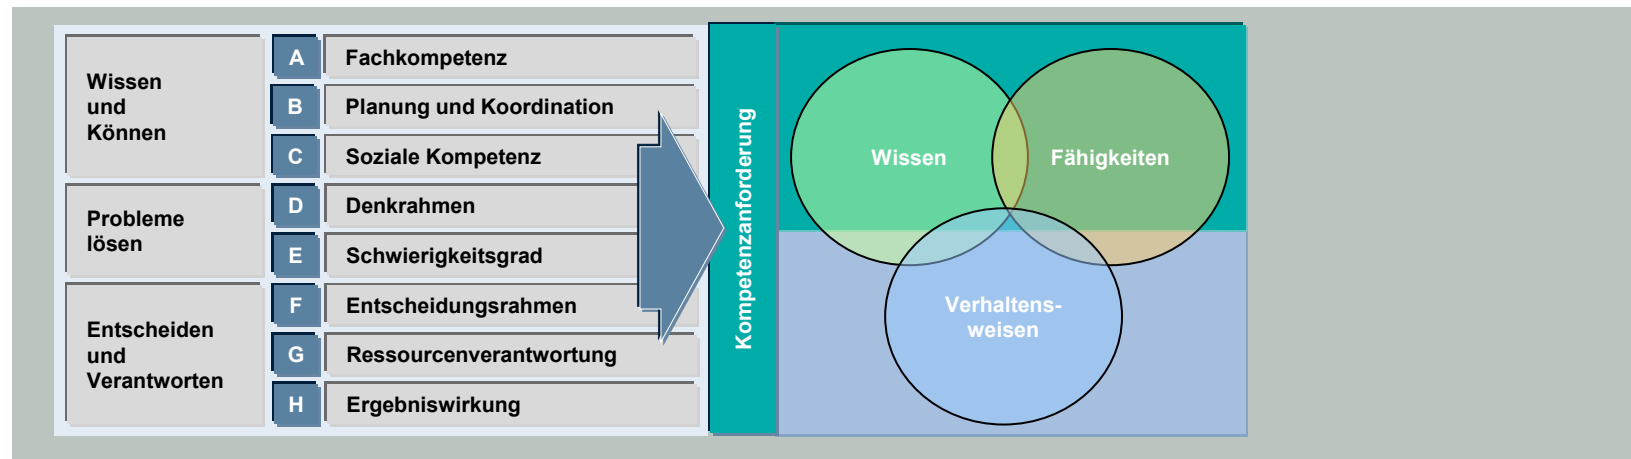 Wissen
und
Können
A
Fachkompetenz
B
Planung und Koordination
C
Soziale Kompetenz
Probleme
lösen
D
Denkrahmen
E
Schwierigkeitsgrad
Entscheiden
und
Verantworten
F
Entscheidungsrahmen
G
Ressourcenverantwortung
H
Ergebniswirkung
Kompetenzanforderung
Wissen
Fähigkeiten
Verhaltens-
weisen